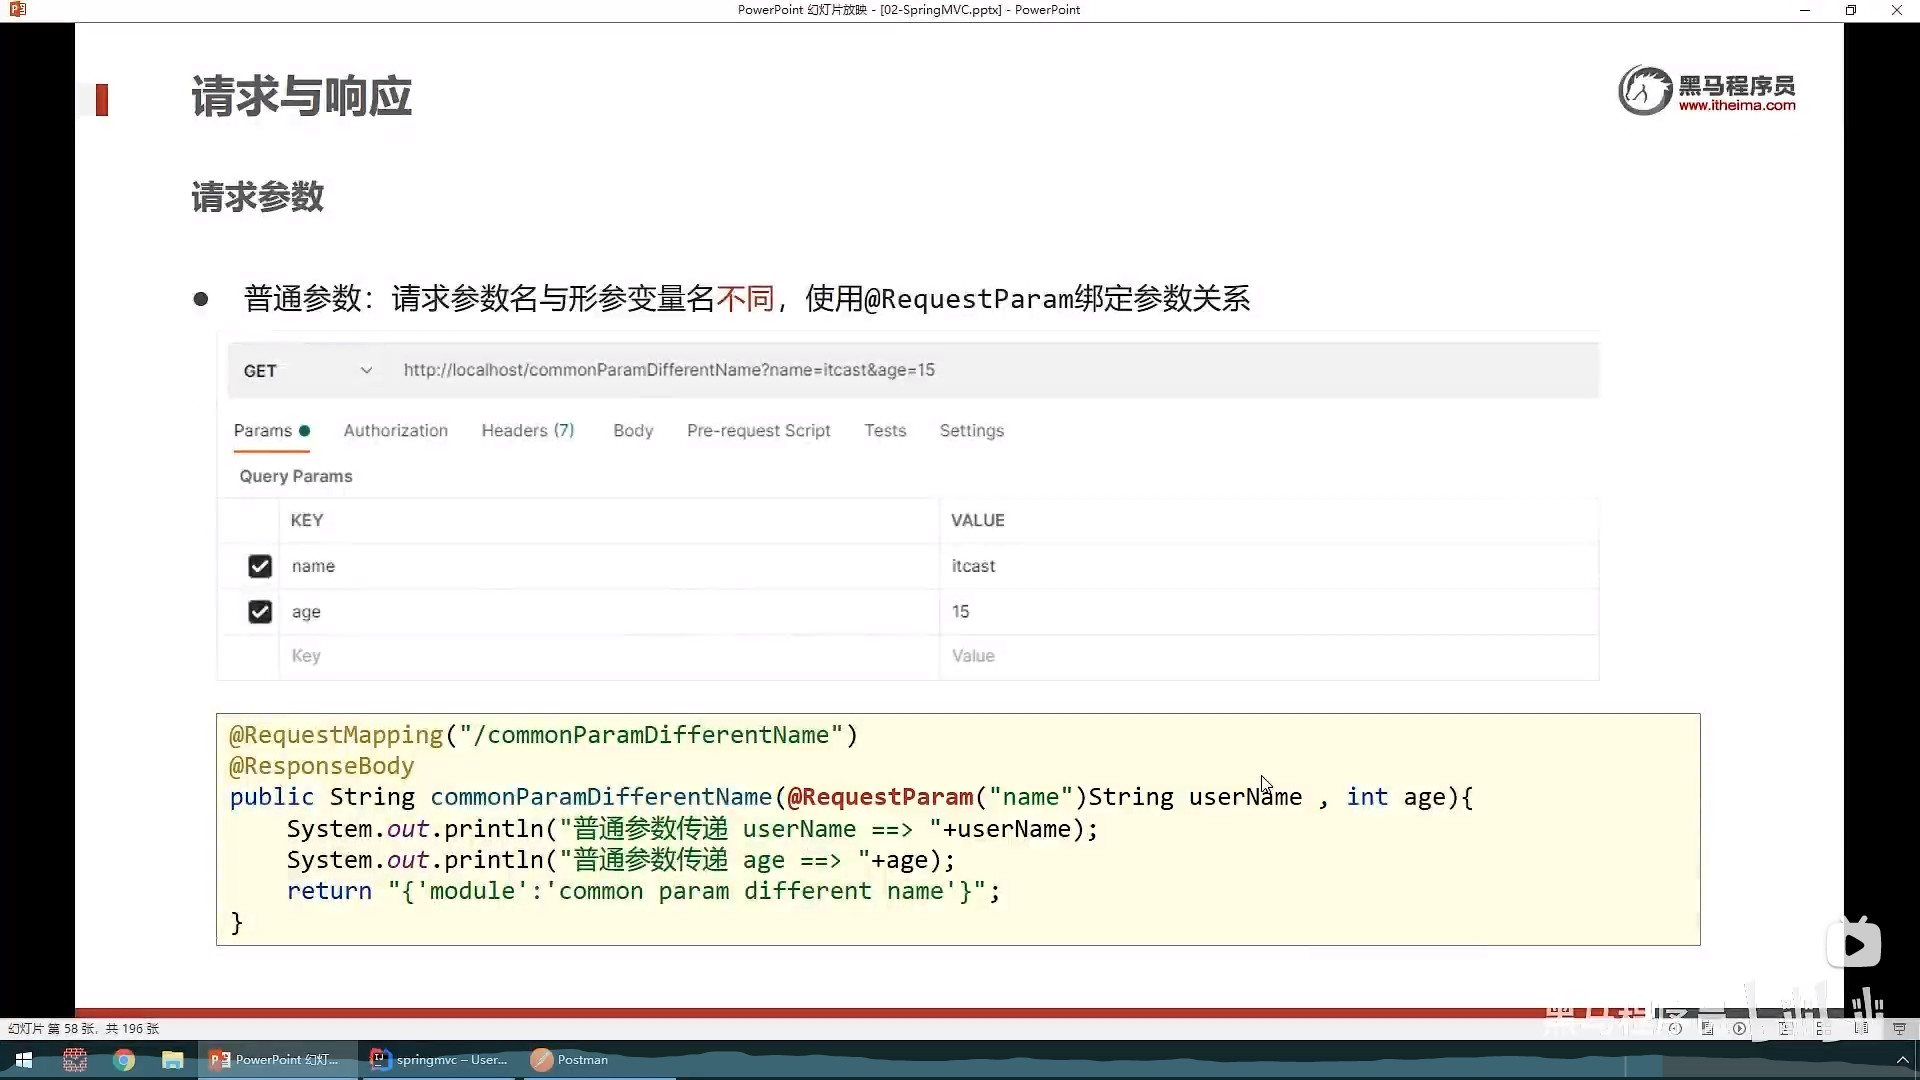 PowerPoint 幻灯片放映 - [02-SpringMVC.pptx] - PowerPoint
请求与响应
黑马程序员
www.itheima.com
请求参数
● 普通参数：请求参数名与形参变量名不同，使用@RequestParam绑定参数关系
GET http://localhost/commonParamDifferentName?name=itcast&age=15
Params Authorization Headers (7) Body Pre-request Script Tests Settings
Query Params
KEY VALUE
name itcast
age 15
Key Value
@RequestMapping("/commonParamDifferentName")
@ResponseBody
public String commonParamDifferentName(@RequestParam("name")String userName , int age){
    System.out.println("普通参数传递 userName ==> "+userName);
    System.out.println("普通参数传递 age ==> "+age);
    return "{'module':'common param different name'}";
}
黑马程序员
幻灯片 第 58 张，共 196 张
PowerPoint 幻灯... springmvc – User... Postman